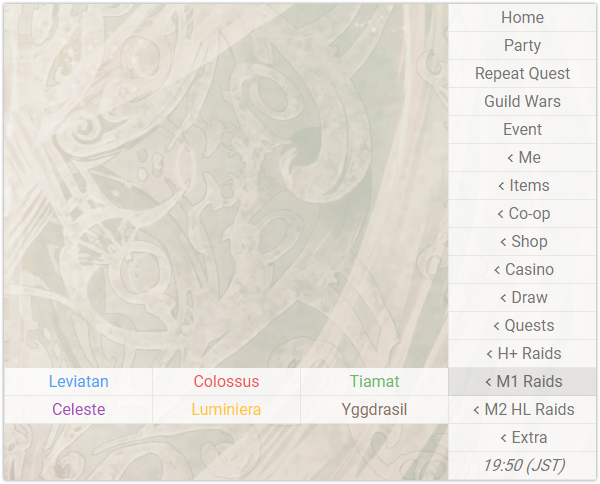 Home
Party
Repeat Quest
Guild Wars
Event
< Me
< Items
< Co-op
< Shop
< Casino
< Draw
< Quests
< H+ Raids
Leviatan Colossus Tiamat < M1 Raids
Celeste Luminiera Yggdrasil < M2 HL Raids
< Extra
19:50 (JST)